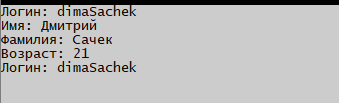 Логин: dimaSachek
Имя: Дмитрий
Фамилия: Сачек
Возраст: 21
Логин: dimaSachek